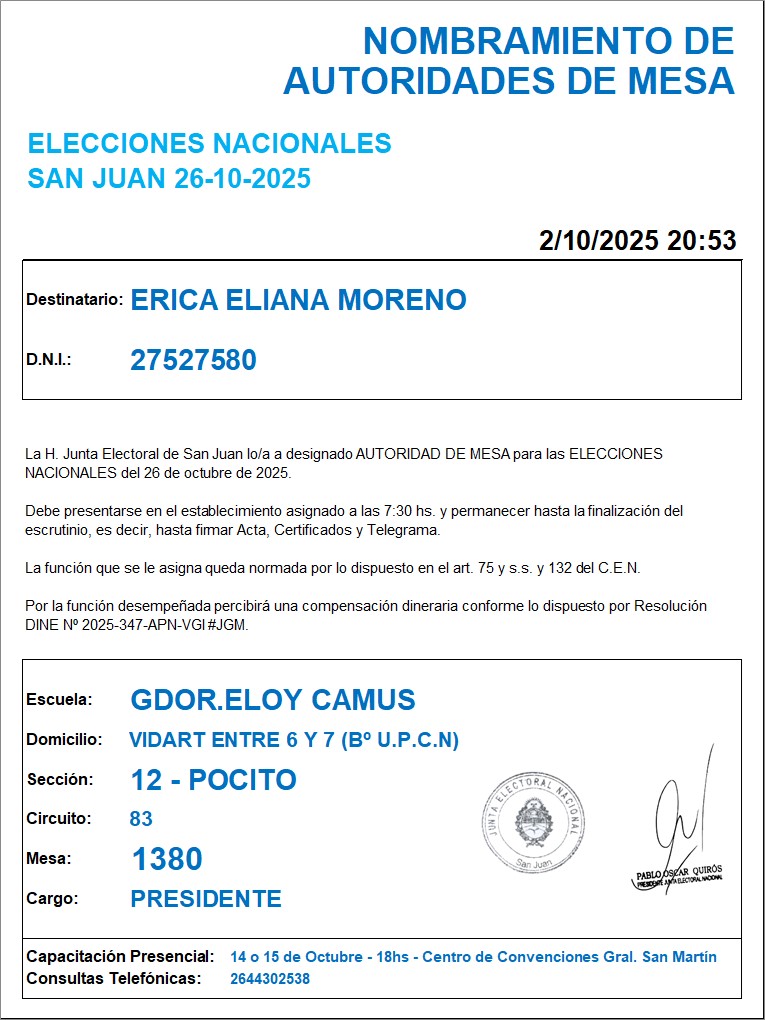 NOMBRAMIENTO DE
AUTORIDADES DE MESA
ELECCIONES NACIONALES
SAN JUAN 26-10-2025
2/10/2025 20:53
Destinatario: ERICA ELIANA MORENO
D.N.I.: 27527580
La H. Junta Electoral de San Juan lo/a a designado AUTORIDAD DE MESA para las ELECCIONES
NACIONALES del 26 de octubre de 2025.
Debe presentarse en el establecimiento asignado a las 7:30 hs. y permanecer hasta la finalización del
escrutinio, es decir, hasta firmar Acta, Certificados y Telegrama.
La función que se le asigna queda normada por lo dispuesto en el art. 75 y s.s. y 132 del C.E.N.
Por la función desempeñada percibirá una compensación dineraria conforme lo dispuesto por Resolución
DINE Nº 2025-347-APN-VGI#JGM.
Escuela: GDOR.ELOY CAMUS
Domicilio: VIDART ENTRE 6 Y 7 (Bº U.P.C.N)
Sección: 12 - POCITO
Circuito: 83
Mesa: 1380
Cargo: PRESIDENTE
JUNTA ELECTORAL NACIONAL
San Juan
PABLO OSCAR QUIRÓS
PRESIDENTE JUNTA ELECTORAL NACIONAL
Capacitación Presencial: 14 o 15 de Octubre - 18hs - Centro de Convenciones Gral. San Martín
Consultas Telefónicas: 2644302538